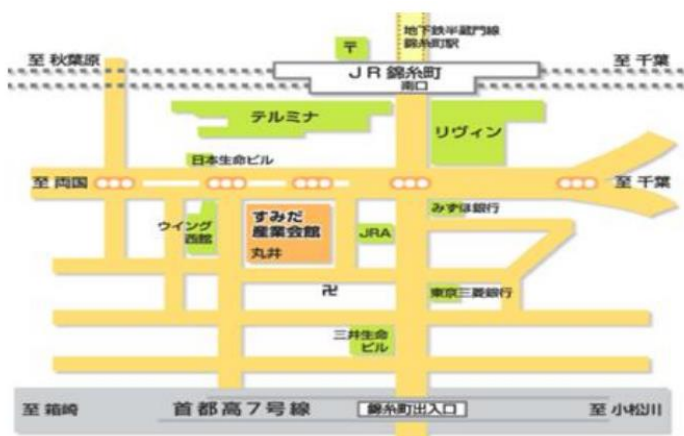 地下鉄半蔵門線
錦糸町駅
〒
至 秋葉原
至 千葉
JR錦糸町
南口
テルミナ
リヴィン
日本生命ビル
至 両国
至 千葉
みずほ銀行
ウイング
西館
すみだ
産業会館
丸井
JRA
卍
東京三菱銀行
三井生命
ビル
至 箱崎
首都高7号線
錦糸町出入口
至 小松川